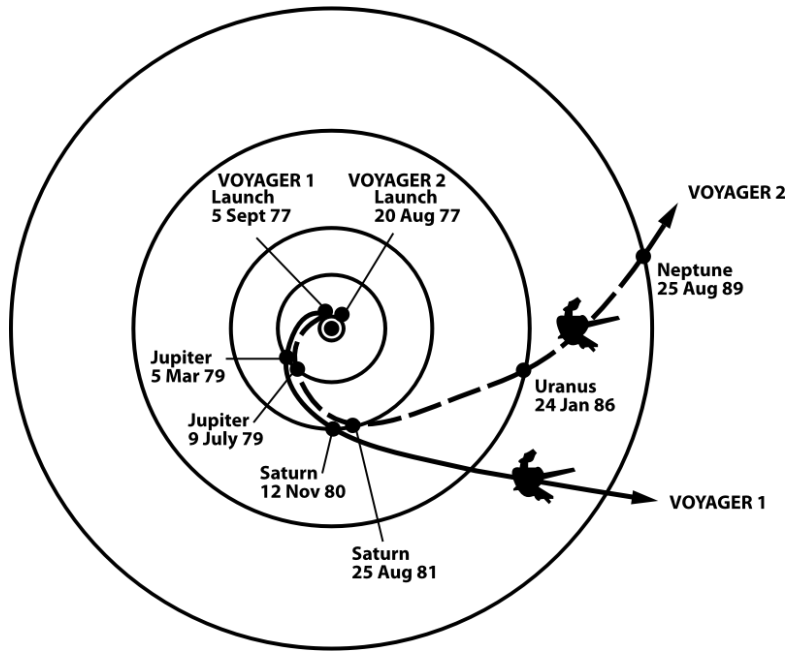 VOYAGER 1
Launch
5 Sept 77
VOYAGER 2
Launch
20 Aug 77
VOYAGER 2
Neptune
25 Aug 89
Jupiter
5 Mar 79
Uranus
24 Jan 86
Jupiter
9 July 79
Saturn
12 Nov 80
VOYAGER 1
Saturn
25 Aug 81